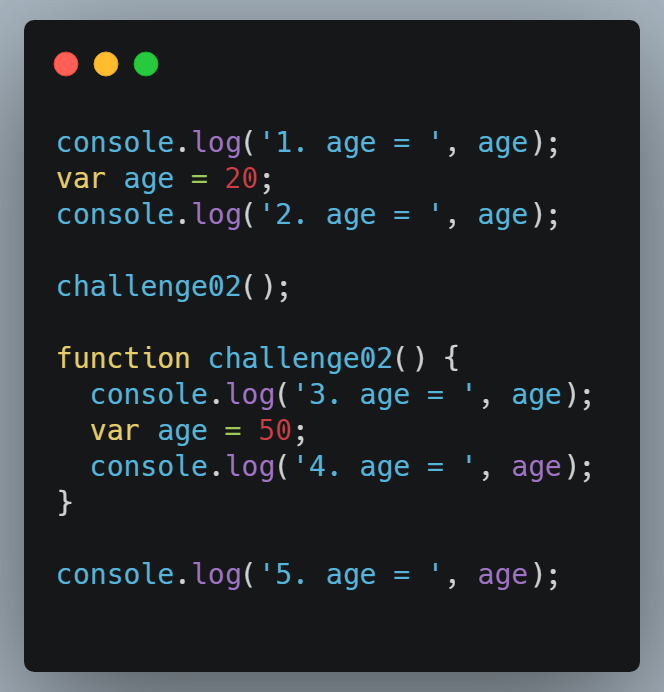 console.log('1. age = ', age);
var age = 20;
console.log('2. age = ', age);
challenge02();
function challenge02() {
  console.log('3. age = ', age);
  var age = 50;
  console.log('4. age = ', age);
}
console.log('5. age = ', age);